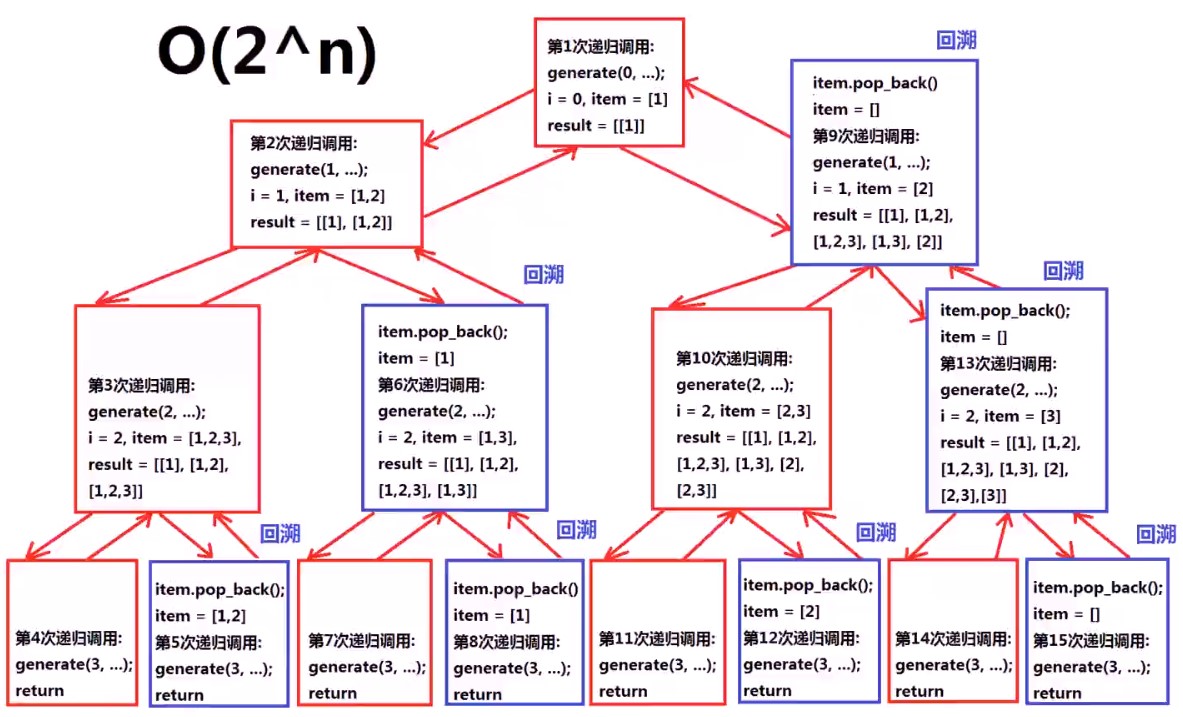 O(2^n)
第1次递归调用:
generate(0, ...);
i = 0, item = [1]
result = [[1]]
回溯
item.pop_back()
item = []
第9次递归调用:
generate(1, ...);
i = 1, item = [2]
result = [[1], [1,2],
[1,2,3], [1,3], [2]]
第2次递归调用:
generate(1, ...);
i = 1, item = [1,2]
result = [[1], [1,2]]
第3次递归调用:
generate(2, ...);
i = 2, item = [1,2,3],
result = [[1], [1,2],
[1,2,3]]
回溯
item.pop_back();
item = [1]
第6次递归调用:
generate(2, ...);
i = 2, item = [1,3],
result = [[1], [1,2],
[1,2,3], [1,3]]
第10次递归调用:
generate(2, ...);
i = 2, item = [2,3]
result = [[1], [1,2],
[1,2,3], [1,3], [2],
[2,3]]
回溯
item.pop_back();
item = []
第13次递归调用:
generate(2, ...);
i = 2, item = [3]
result = [[1], [1,2],
[1,2,3], [1,3], [2],
[2,3],[3]]
第4次递归调用:
generate(3, ...);
return
回溯
item.pop_back();
item = [1,2]
第5次递归调用:
generate(3, ...);
return
第7次递归调用:
generate(3, ...);
return
回溯
item.pop_back()
item = [1]
第8次递归调用:
generate(3, ...);
return
第11次递归调用:
generate(3, ...);
return
回溯
item.pop_back();
item = [2]
第12次递归调用:
generate(3, ...);
return
第14次递归调用:
generate(3, ...);
return
回溯
item.pop_back();
item = []
第15次递归调用:
generate(3, ...);
return